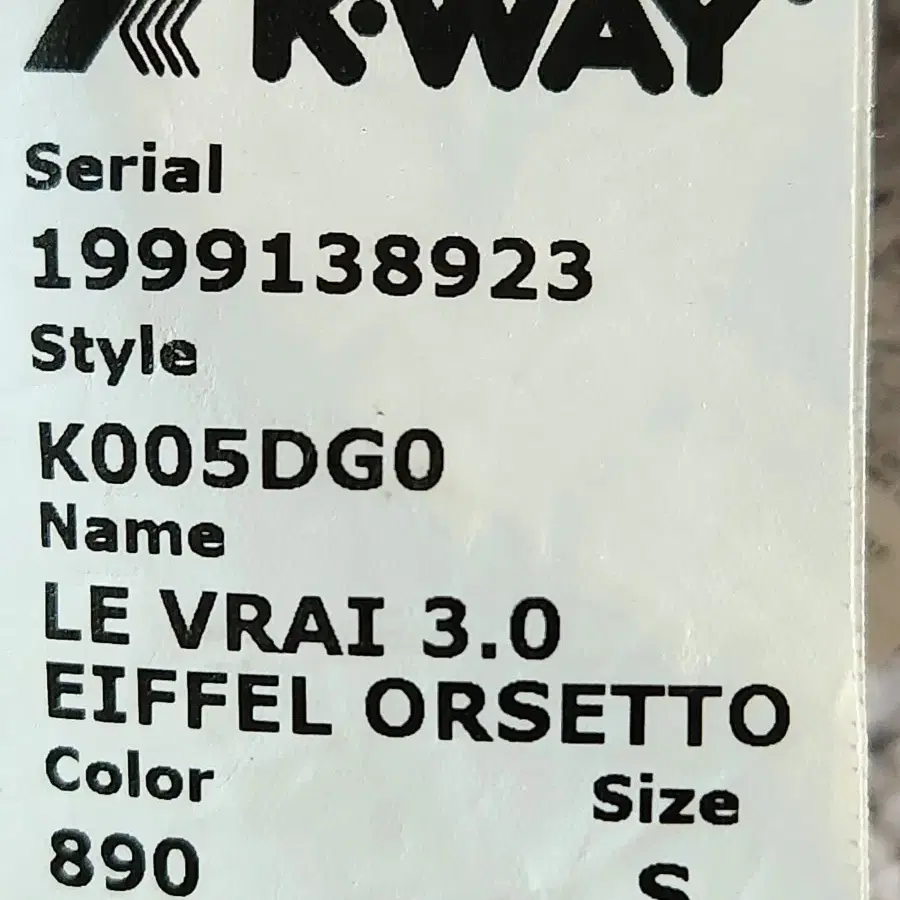 K·WAY®
Serial
1999138923
Style
K005DG0
Name
LE VRAI 3.0
EIFFEL ORSETTO
Color Size
890 S